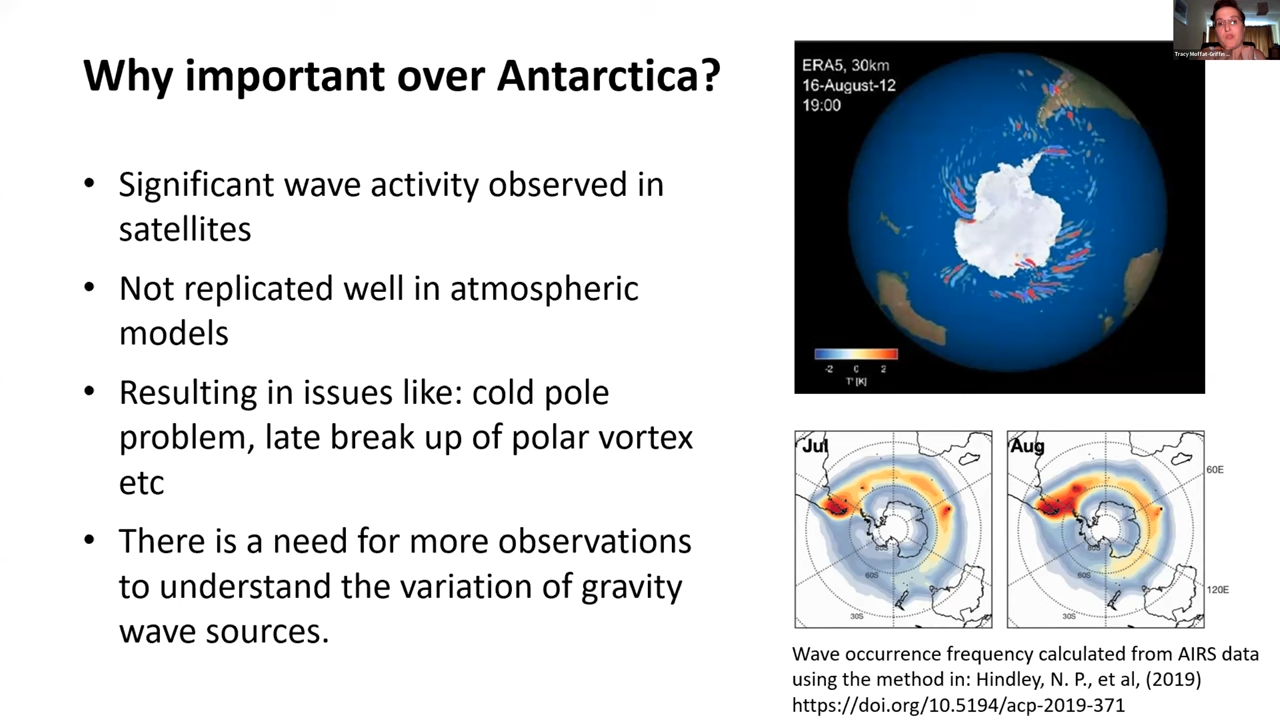 Why important over Antarctica?
• Significant wave activity observed in
satellites
• Not replicated well in atmospheric
models
• Resulting in issues like: cold pole
problem, late break up of polar vortex
etc
• There is a need for more observations
to understand the variation of gravity
wave sources.
Tracy Moffat-Griffin...
ERA5, 30km
16-August-12
19:00
-2 0 2
T' [K]
Jul
60S
30S
Aug
60E
120E
60S
30S
Wave occurrence frequency calculated from AIRS data
using the method in: Hindley, N. P., et al, (2019)
https://doi.org/10.5194/acp-2019-371